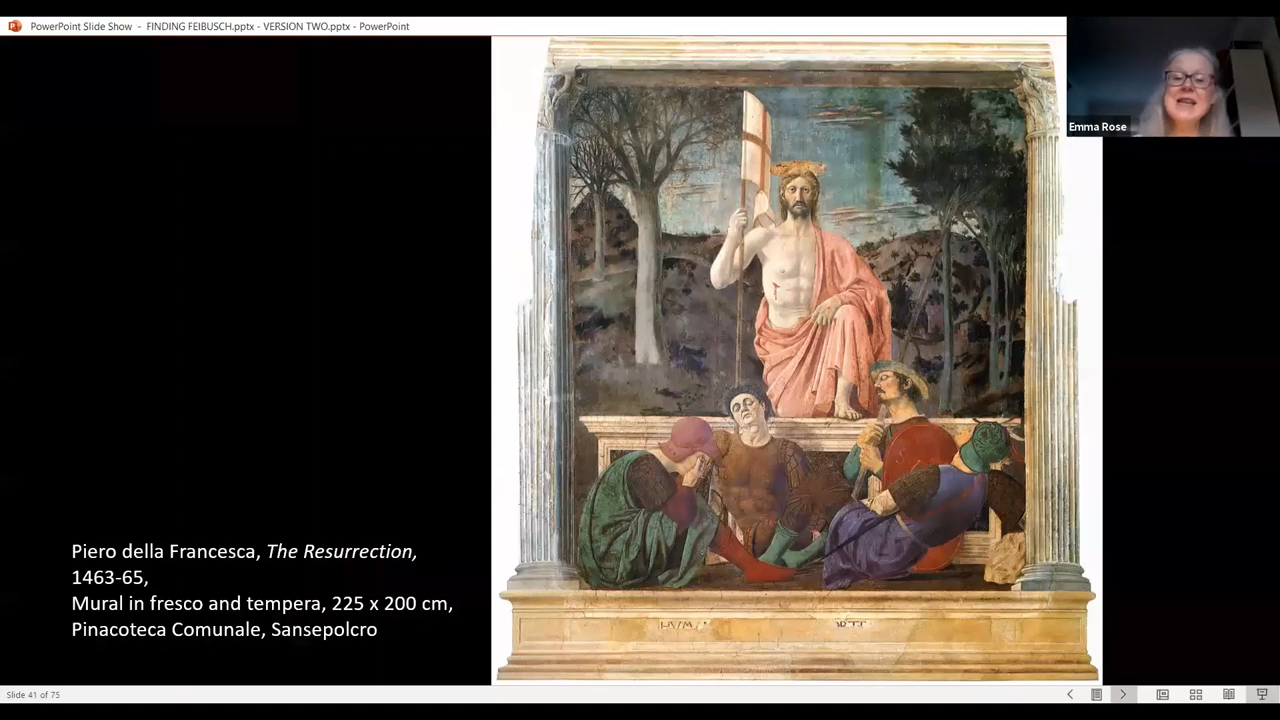 PowerPoint Slide Show - FINDING FEIBUSCH.pptx - VERSION TWO.pptx - PowerPoint
Emma Rose
Piero della Francesca, The Resurrection,
1463-65,
Mural in fresco and tempera, 225 x 200 cm,
Pinacoteca Comunale, Sansepolcro
Slide 41 of 75